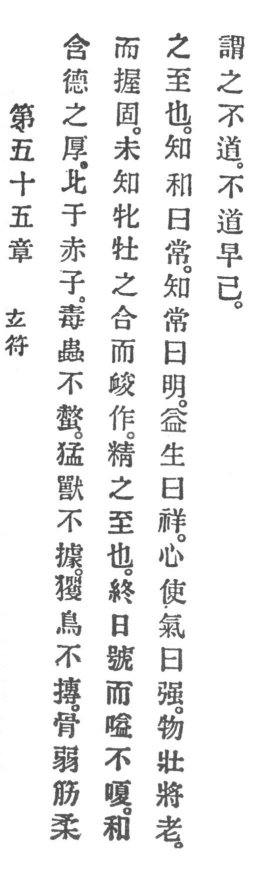 第五十五章 玄符
含德之厚。比于赤子。毒蟲不螫。猛獸不據。玃鳥不摶。骨弱筋柔
而握固。未知牝牡之合而峻作。精之至也。終日號而嗌不嗄。和
之至也。知和曰常。知常曰明。益生曰祥。心使氣曰强。物壯將老。
謂之不道。不道早已。